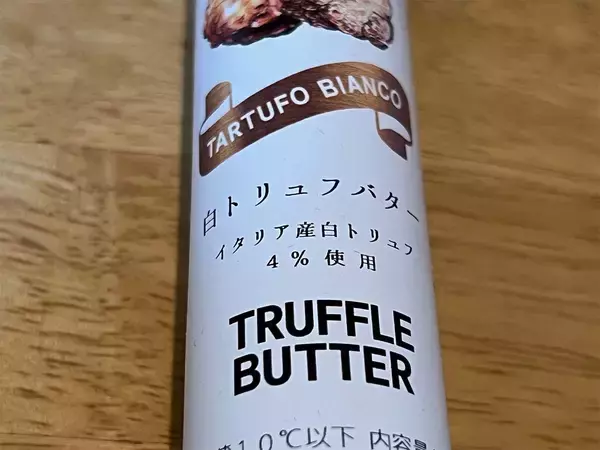 TARTUFO BIANCO
白トリュフバター
イタリア産白トリュフ
4%使用
TRUFFLE
BUTTER
10℃以下 内容量